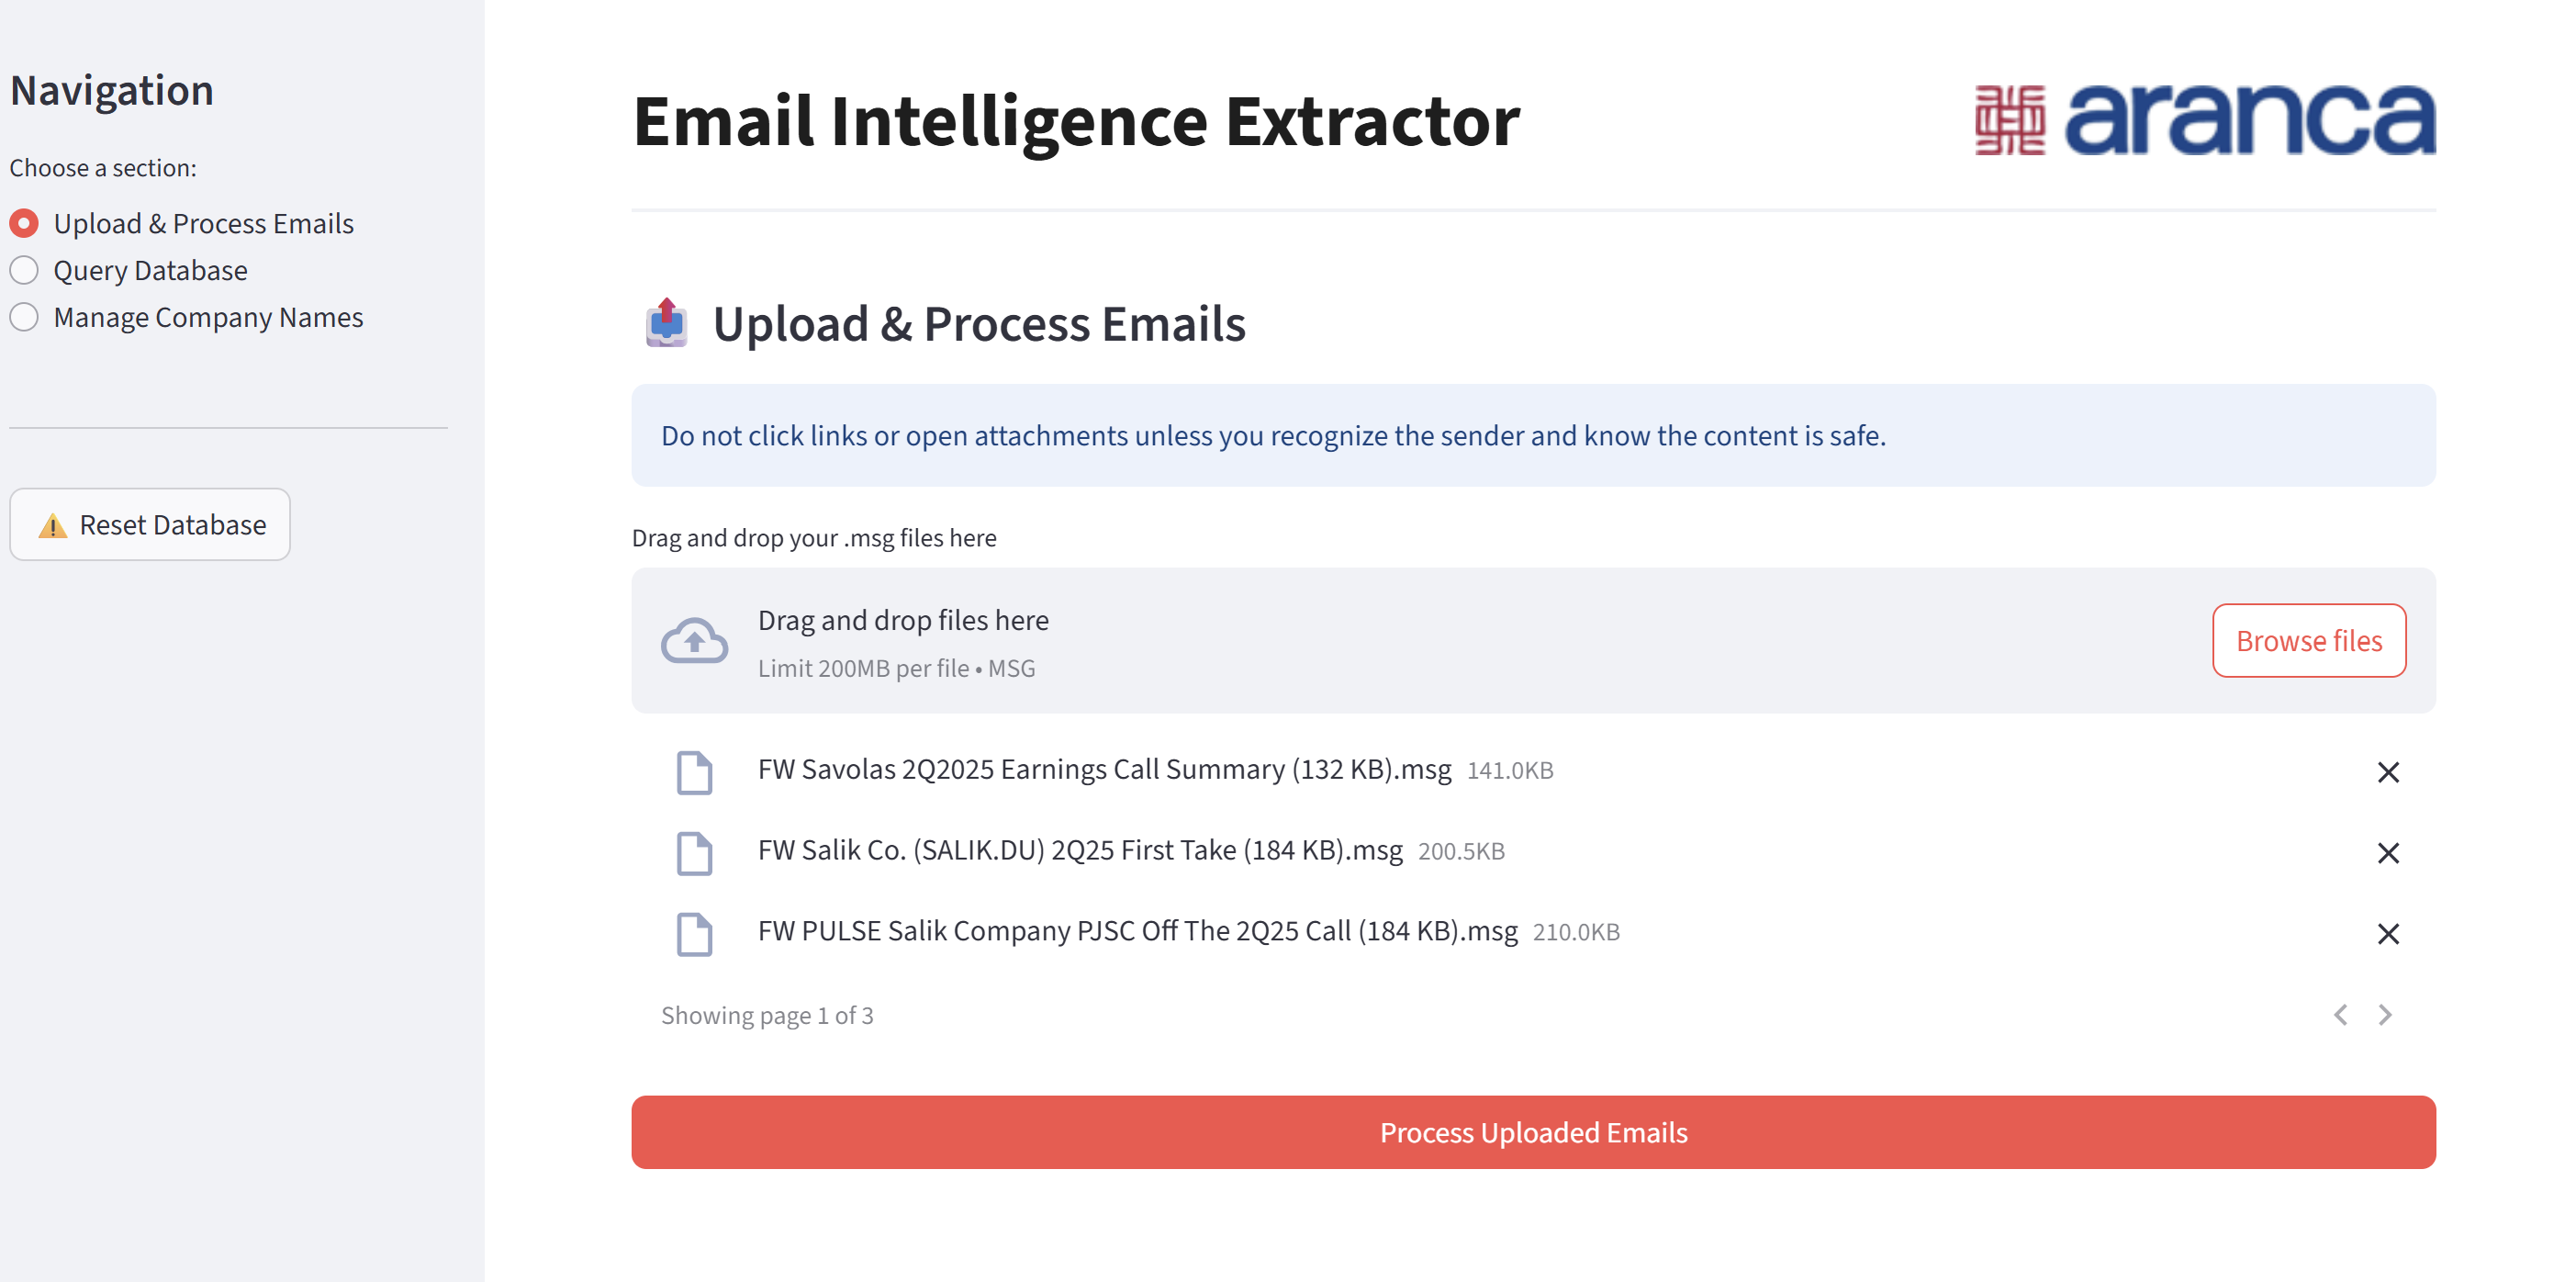 Navigation
Choose a section:
Upload & Process Emails
Query Database
Manage Company Names
Reset Database
Email Intelligence Extractor
aranca
Upload & Process Emails
Do not click links or open attachments unless you recognize the sender and know the content is safe.
Drag and drop your .msg files here
Drag and drop files here
Limit 200MB per file • MSG
Browse files
FW Savolas 2Q2025 Earnings Call Summary (132 KB).msg 141.0KB
FW Salik Co. (SALIK.DU) 2Q25 First Take (184 KB).msg 200.5KB
FW PULSE Salik Company PJSC Off The 2Q25 Call (184 KB).msg 210.0KB
Showing page 1 of 3
Process Uploaded Emails